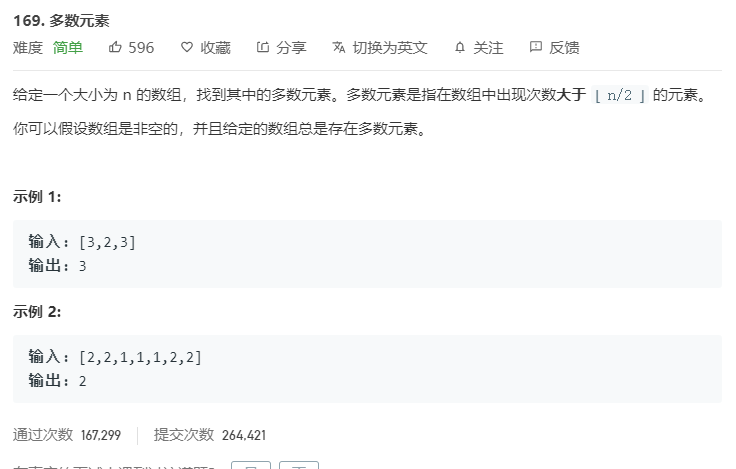 169. 多数元素
难度 简单 596 收藏 分享 切换为英文 关注 反馈
给定一个大小为 n 的数组，找到其中的多数元素。多数元素是指在数组中出现次数大于 ⌊ n/2 ⌋ 的元素。
你可以假设数组是非空的，并且给定的数组总是存在多数元素。
示例 1:
输入: [3,2,3]
输出: 3
示例 2:
输入: [2,2,1,1,1,2,2]
输出: 2
通过次数 167,299 提交次数 264,421